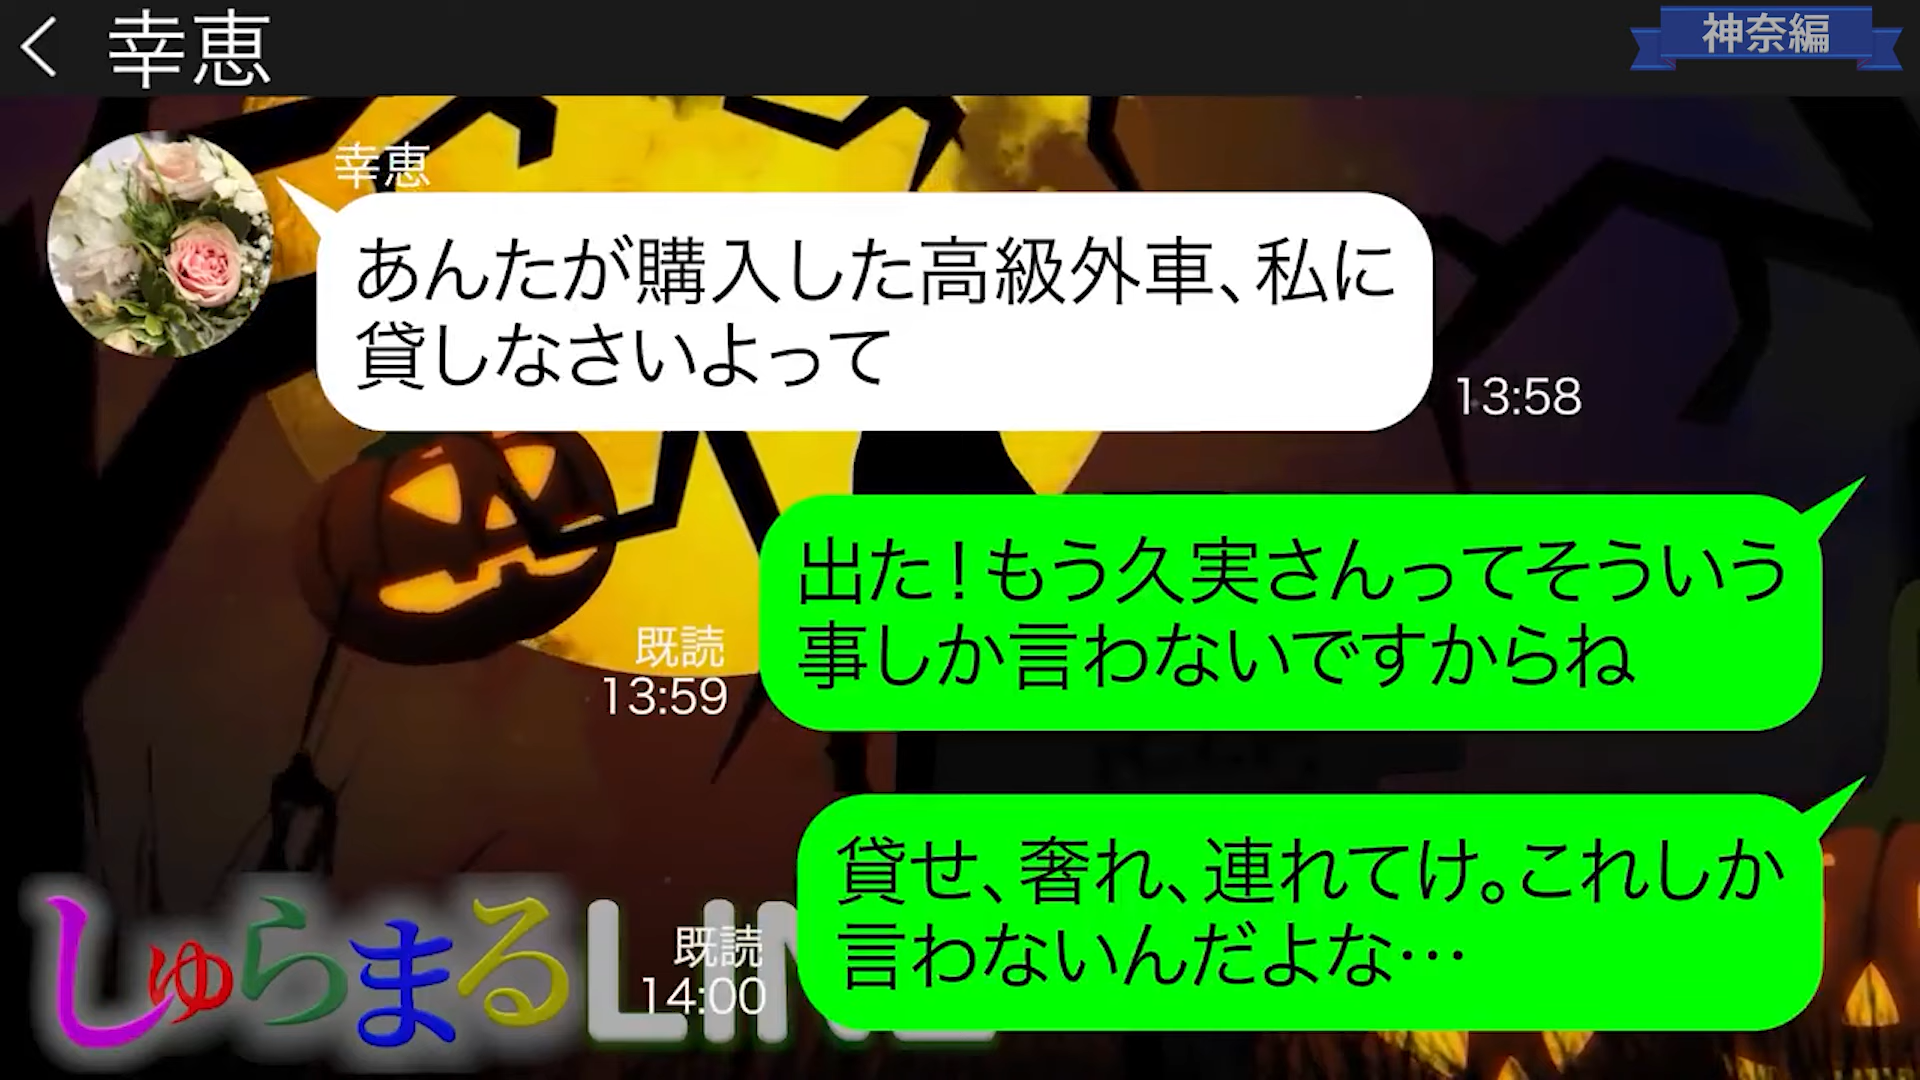 幸恵
神奈編
幸恵
あんたが購入した高級外車、私に
貸しなさいよって
13:58
出た！もう久実さんってそういう
事しか言わないですからね
既読
13:59
貸せ、奢れ、連れてけ。これしか
言わないんだよな…
既読
14:00
しゅらまるLINE